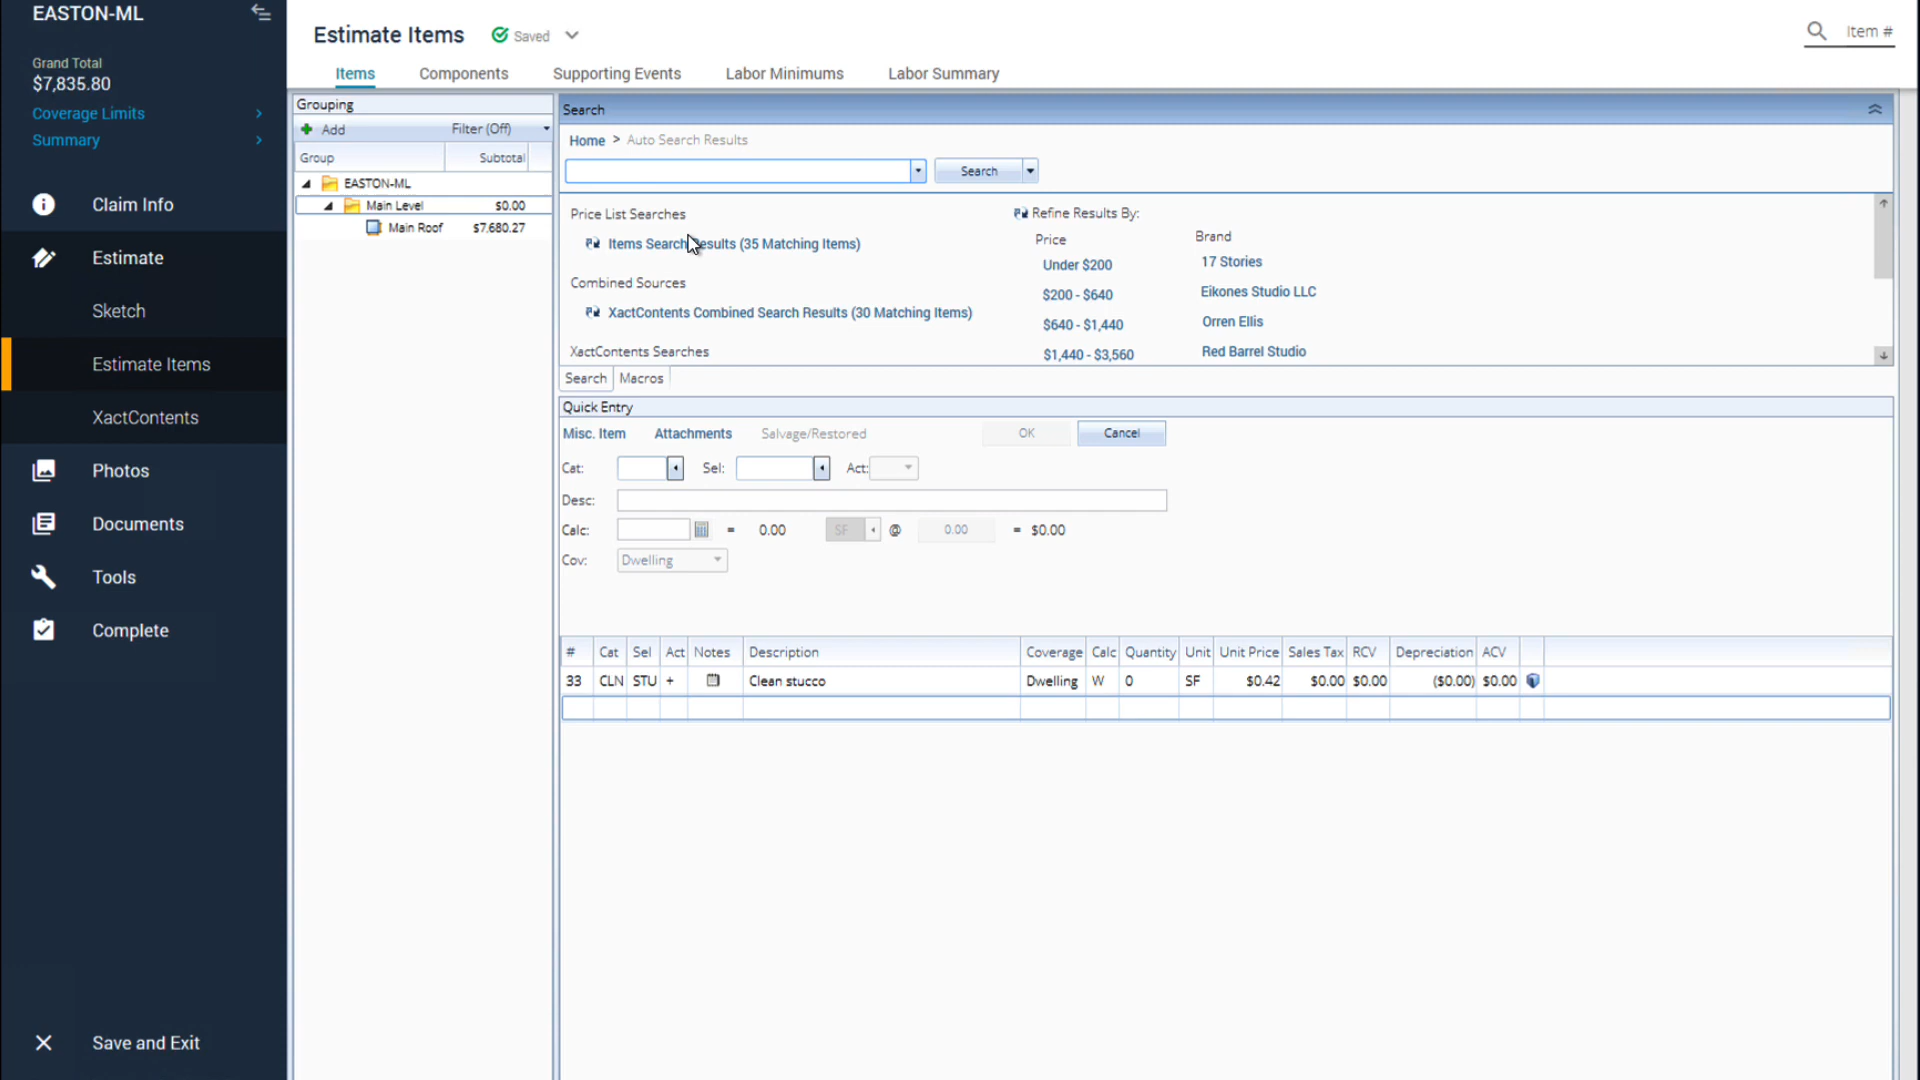 EASTON-ML
Grand Total
$7,835.80
Coverage Limits
Summary
Claim Info
Estimate
Sketch
Estimate Items
XactContents
Photos
Documents
Tools
Complete
Save and Exit
Estimate Items Saved
Item #
Items Components Supporting Events Labor Minimums Labor Summary
Grouping
Add Filter (Off)
Group Subtotal
EASTON-ML
Main Level $0.00
Main Roof $7,680.27
Search
Home > Auto Search Results
Search
Price List Searches
Items Search Results (35 Matching Items)
Combined Sources
XactContents Combined Search Results (30 Matching Items)
XactContents Searches
Refine Results By:
Price
Under $200
$200 - $640
$640 - $1,440
$1,440 - $3,560
Brand
17 Stories
Eikones Studio LLC
Orren Ellis
Red Barrel Studio
Search Macros
Quick Entry
Misc. Item Attachments Salvage/Restored OK Cancel
Cat: Sel: Act:
Desc:
Calc: = 0.00 SF @ 0.00 = $0.00
Cov: Dwelling
# Cat Sel Act Notes Description Coverage Calc Quantity Unit Unit Price Sales Tax RCV Depreciation ACV
33 CLN STU + Clean stucco Dwelling W 0 SF $0.42 $0.00 $0.00 ($0.00) $0.00